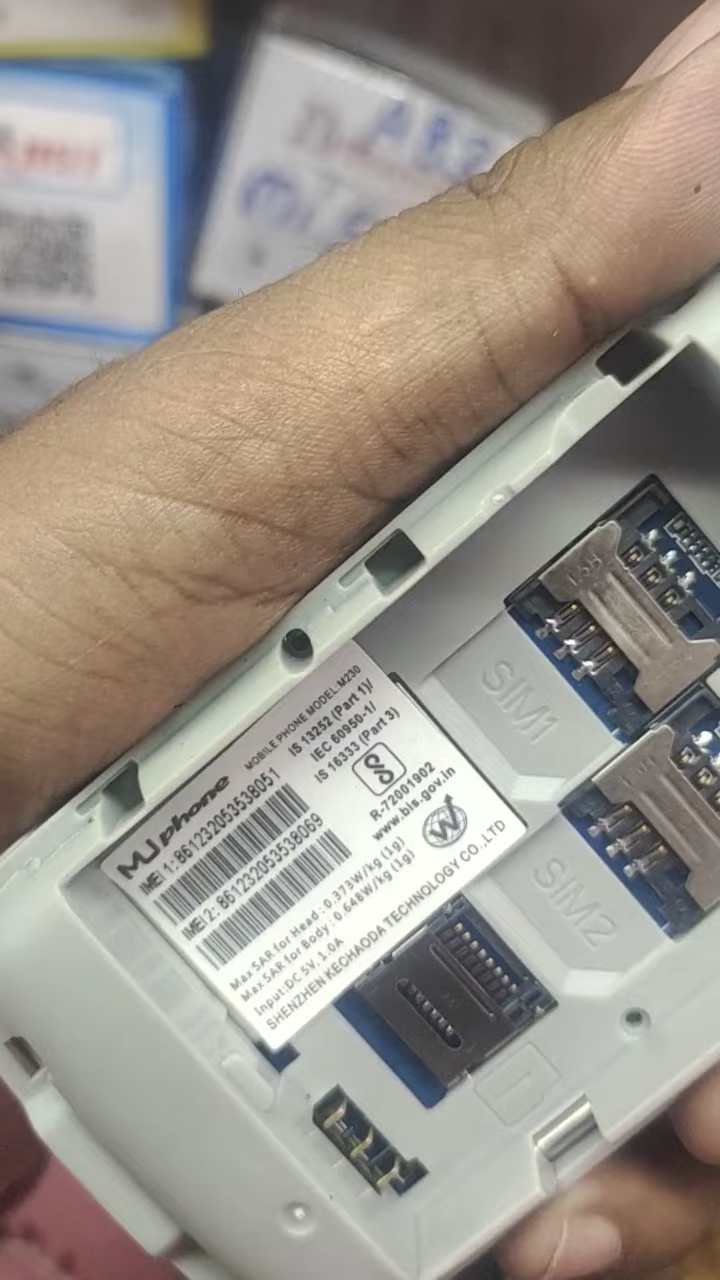 MU phone
MOBILE PHONE MODEL:M230
IMEI 1: 861232053538051
IMEI 2: 861232053538069
IS 13252 (Part 1)/
IEC 60950-1/
IS 16333 (Part 3)
R-72001902
www.bis.gov.in
Max SAR for Head : 0.373W/kg (1g)
Max SAR for Body : 0.648W/kg (1g)
Input:DC 5V, 1.0A
SHENZHEN KECHAODA TECHNOLOGY CO.,LTD
SIM1
SIM2